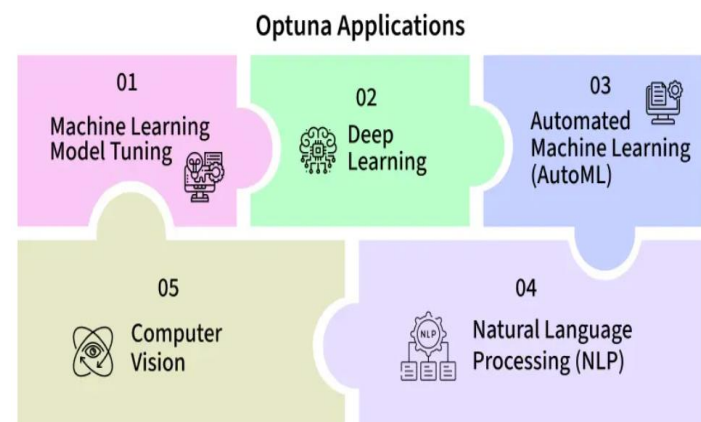 Optuna Applications
01
Machine Learning
Model Tuning
02
Deep
Learning
03
Automated
Machine Learning
(AutoML)
04
NLP
Natural Language
Processing (NLP)
05
Computer
Vision